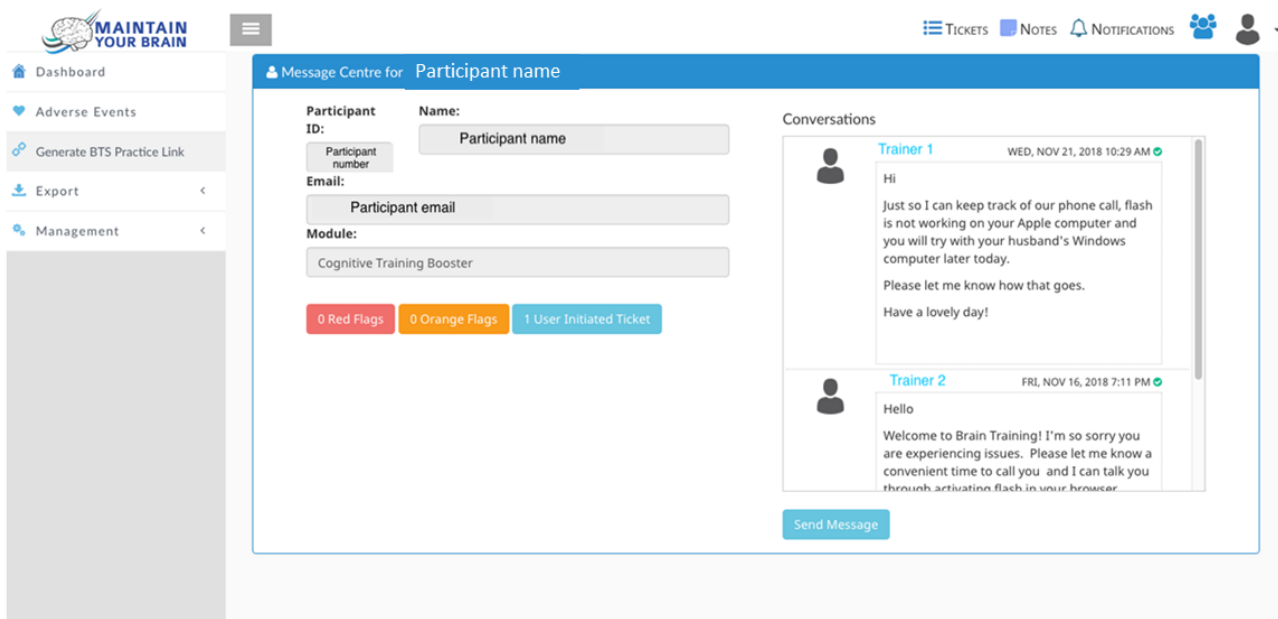 MAINTAIN
YOUR BRAIN
Tickets Notes Notifications
Dashboard
Adverse Events
Generate BTS Practice Link
Export
Management
Message Centre for Participant name
Participant ID:
Participant number
Name:
Participant name
Email:
Participant email
Module:
Cognitive Training Booster
0 Red Flags 0 Orange Flags 1 User Initiated Ticket
Conversations
Trainer 1 WED, NOV 21, 2018 10:29 AM
Hi
Just so I can keep track of our phone call, flash
is not working on your Apple computer and
you will try with your husband's Windows
computer later today.
Please let me know how that goes.
Have a lovely day!
Trainer 2 FRI, NOV 16, 2018 7:11 PM
Hello
Welcome to Brain Training! I'm so sorry you
are experiencing issues. Please let me know a
convenient time to call you and I can talk you
through activating flash in your browser
Send Message